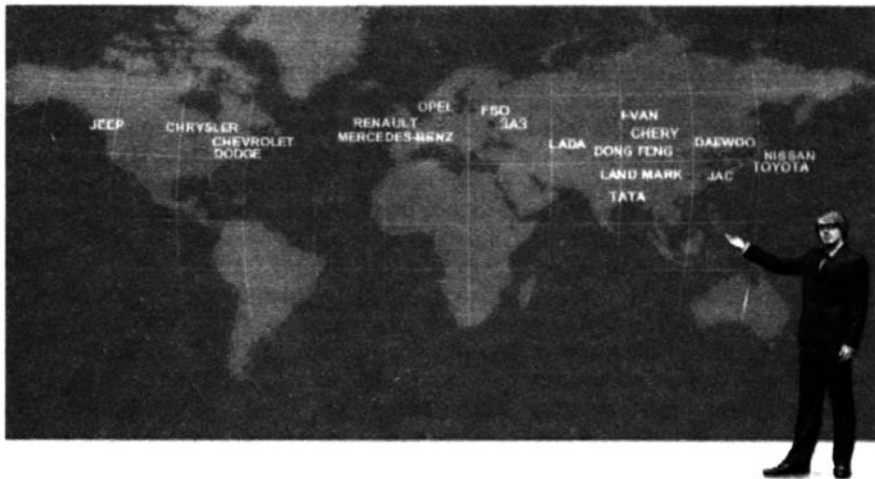 JEEP
CHRYSLER
CHEVROLET
DODGE
RENAULT
MERCEDES-BENZ
OPEL
FSO
ЗАЗ
LADA
I-VAN
CHERY
DONG FENG
LAND MARK
TATA
DAEWOO
JAC
NISSAN
TOYOTA